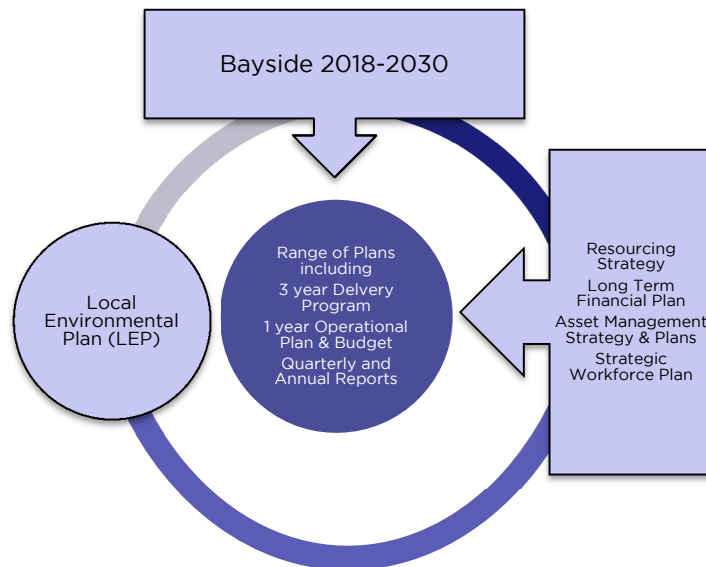 Bayside 2018-2030
Local
Environmental
Plan (LEP)
Range of Plans
including
3 year Delvery
Program
1 year Operational
Plan & Budget
Quarterly and
Annual Reports
Resourcing
Strategy
Long Term
Financial Plan
Asset Management
Strategy & Plans
Strategic
Workforce Plan